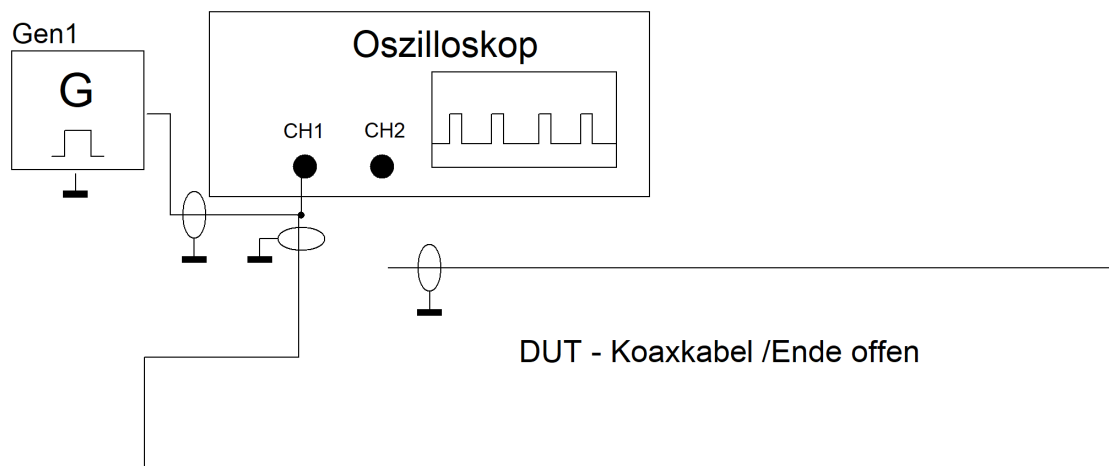 Gen1
G
Oszilloskop
CH1
CH2
DUT - Koaxkabel /Ende offen